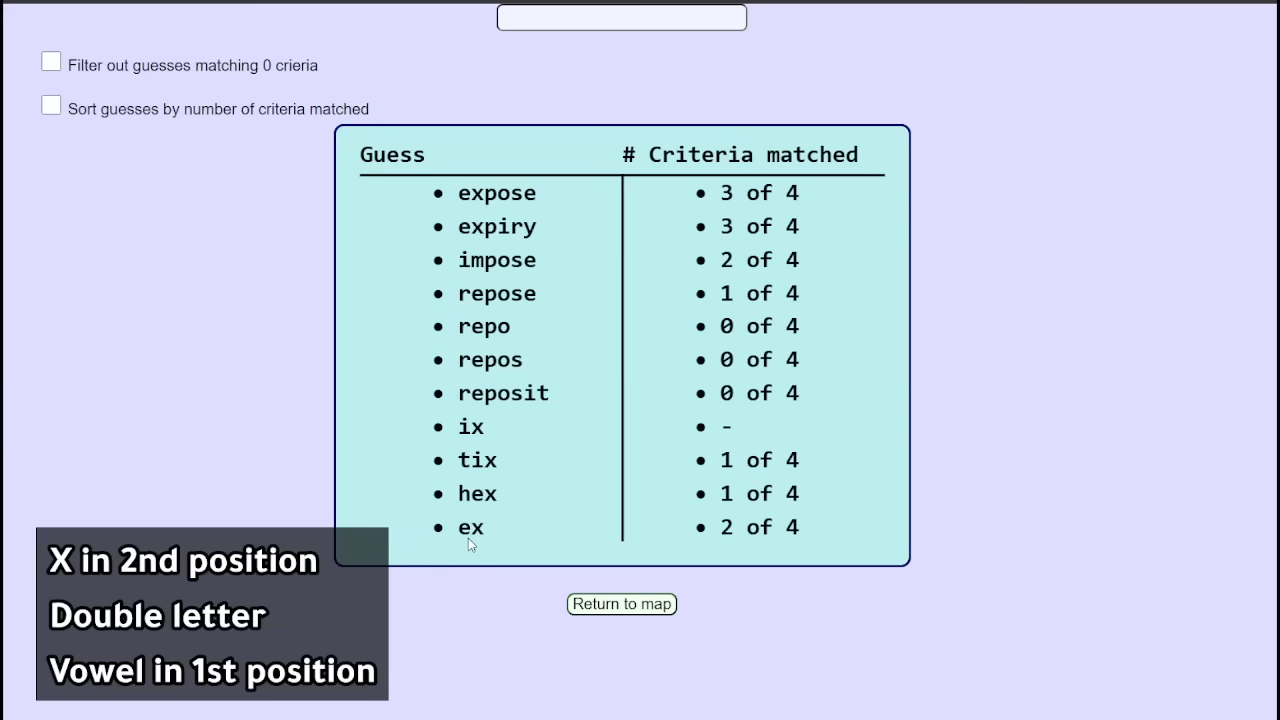 Filter out guesses matching 0 crieria
Sort guesses by number of criteria matched
Guess # Criteria matched
• expose • 3 of 4
• expiry • 3 of 4
• impose • 2 of 4
• repose • 1 of 4
• repo • 0 of 4
• repos • 0 of 4
• reposit • 0 of 4
• ix • -
• tix • 1 of 4
• hex • 1 of 4
• ex • 2 of 4
Return to map
X in 2nd position
Double letter
Vowel in 1st position